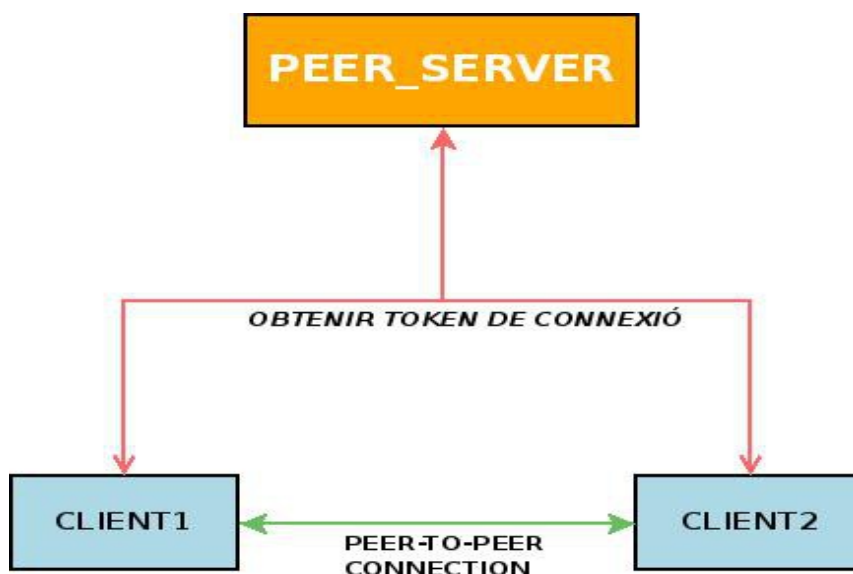 PEER_SERVER
OBTENIR TOKEN DE CONNEXIÓ
CLIENT1
CLIENT2
PEER-TO-PEER
CONNECTION